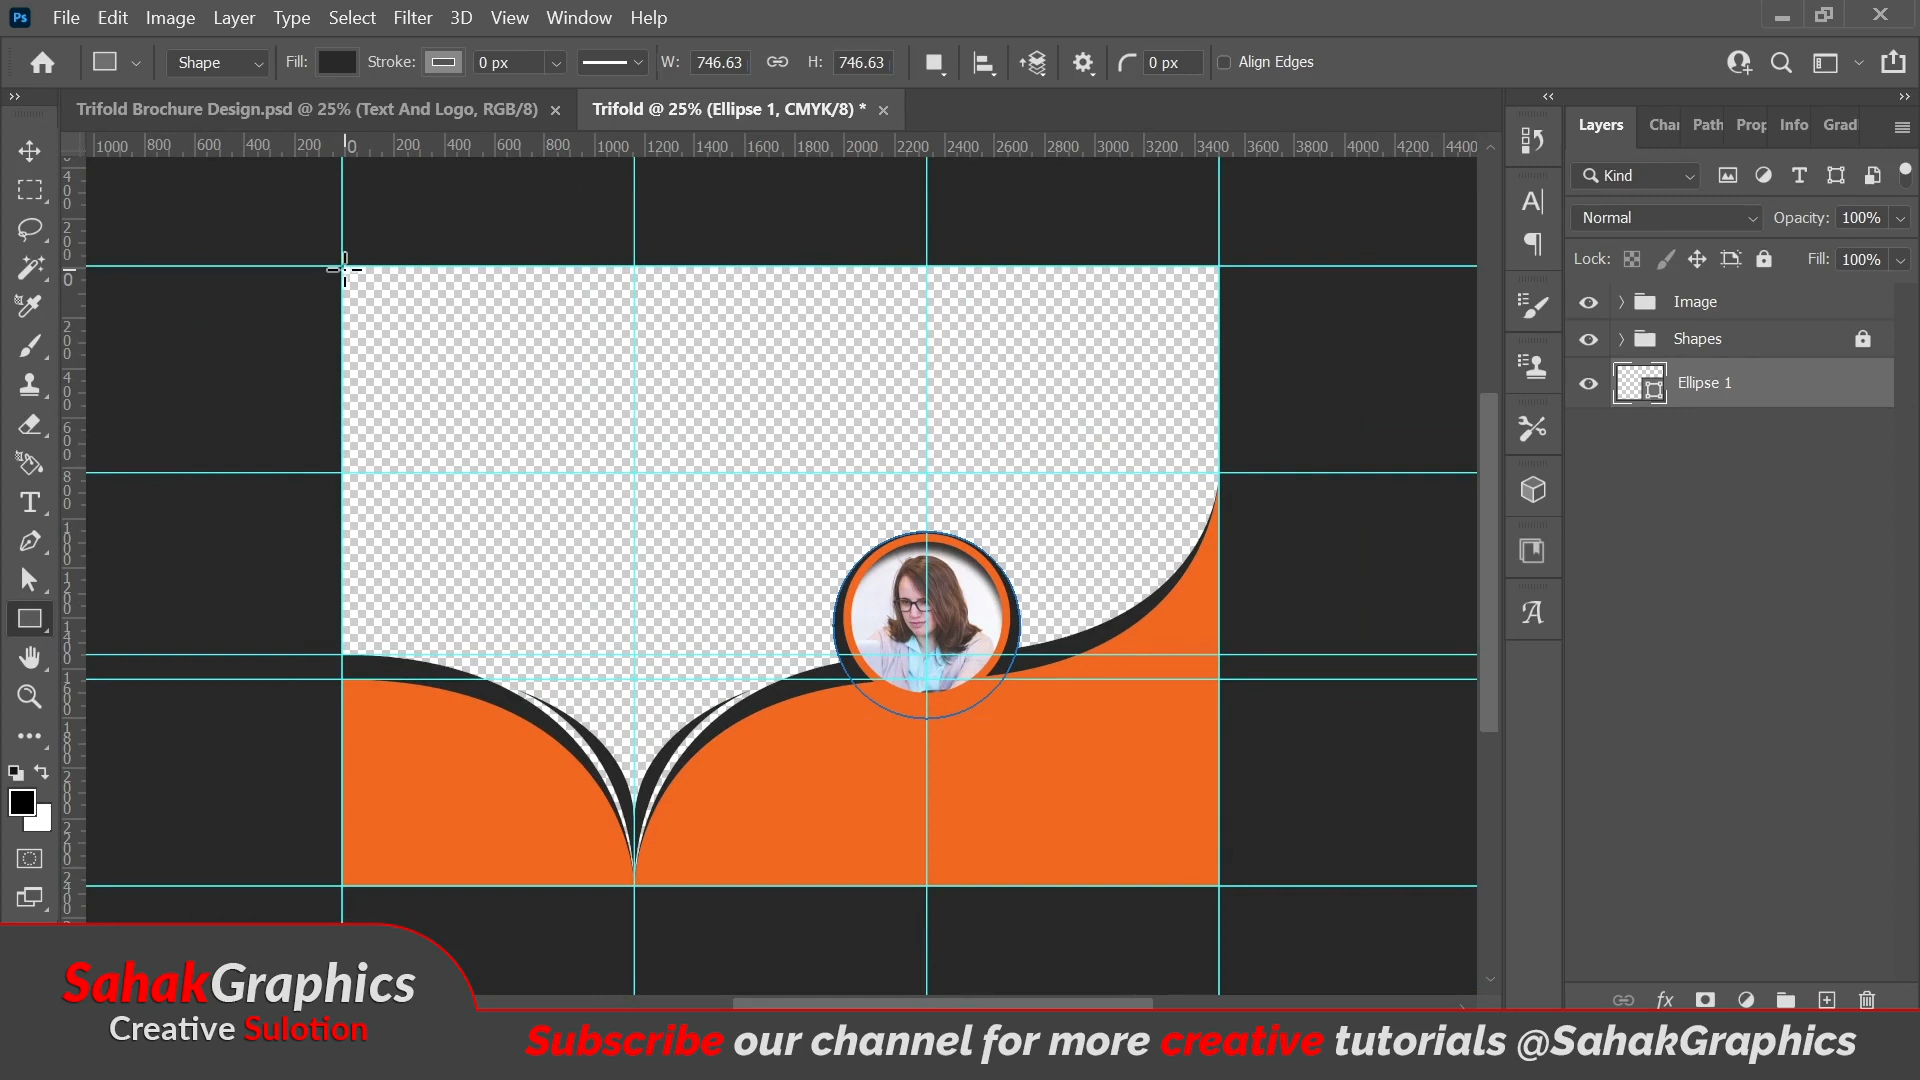 Ps File Edit Image Layer Type Select Filter 3D View Window Help
Shape Fill: Stroke: 0 px W: 746.63 H: 746.63 0 px Align Edges
Trifold Brochure Design.psd @ 25% (Text And Logo, RGB/8) × Trifold @ 25% (Ellipse 1, CMYK/8) * ×
1000 800 600 400 200 0 200 400 600 800 1000 1200 1400 1600 1800 2000 2200 2400 2600 2800 3000 3200 3400 3600 3800 4000 4200 4400
Layers Chai Path Prop Info Grad
Kind
Normal Opacity: 100%
Lock: Fill: 100%
Image
Shapes
Ellipse 1
fx
SahakGraphics
Creative Sulotion
Subscribe our channel for more creative tutorials @SahakGraphics